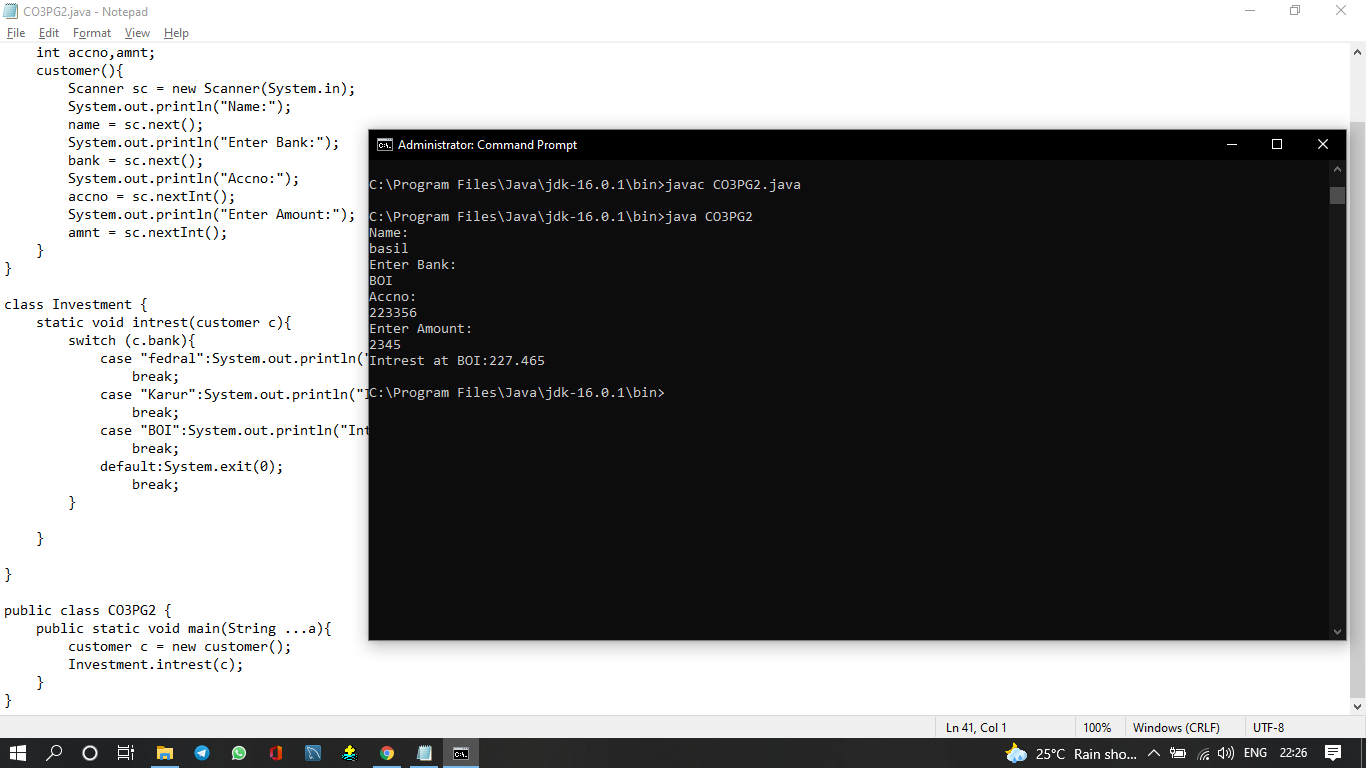 CO3PG2.java - Notepad
File Edit Format View Help
int accno,amnt;
customer(){
Scanner sc = new Scanner(System.in);
System.out.println("Name:");
name = sc.next();
System.out.println("Enter Bank:");
bank = sc.next();
System.out.println("Accno:");
accno = sc.nextInt();
System.out.println("Enter Amount:");
amnt = sc.nextInt();
}
}
class Investment {
static void intrest(customer c){
switch (c.bank){
case "fedral":System.out.println("
break;
case "Karur":System.out.println("I
break;
case "BOI":System.out.println("Int
break;
default:System.exit(0);
break;
}
}
}
public class CO3PG2 {
public static void main(String ...a){
customer c = new customer();
Investment.intrest(c);
}
}
Administrator: Command Prompt
C:\Program Files\Java\jdk-16.0.1\bin>javac CO3PG2.java
C:\Program Files\Java\jdk-16.0.1\bin>java CO3PG2
Name:
basil
Enter Bank:
BOI
Accno:
223356
Enter Amount:
2345
Intrest at BOI:227.465
C:\Program Files\Java\jdk-16.0.1\bin>
Ln 41, Col 1 100% Windows (CRLF) UTF-8
25°C Rain sho... ENG 22:26